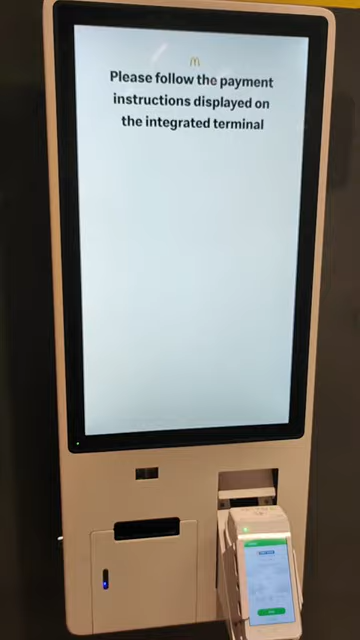 Please follow the payment
instructions displayed on
the integrated terminal